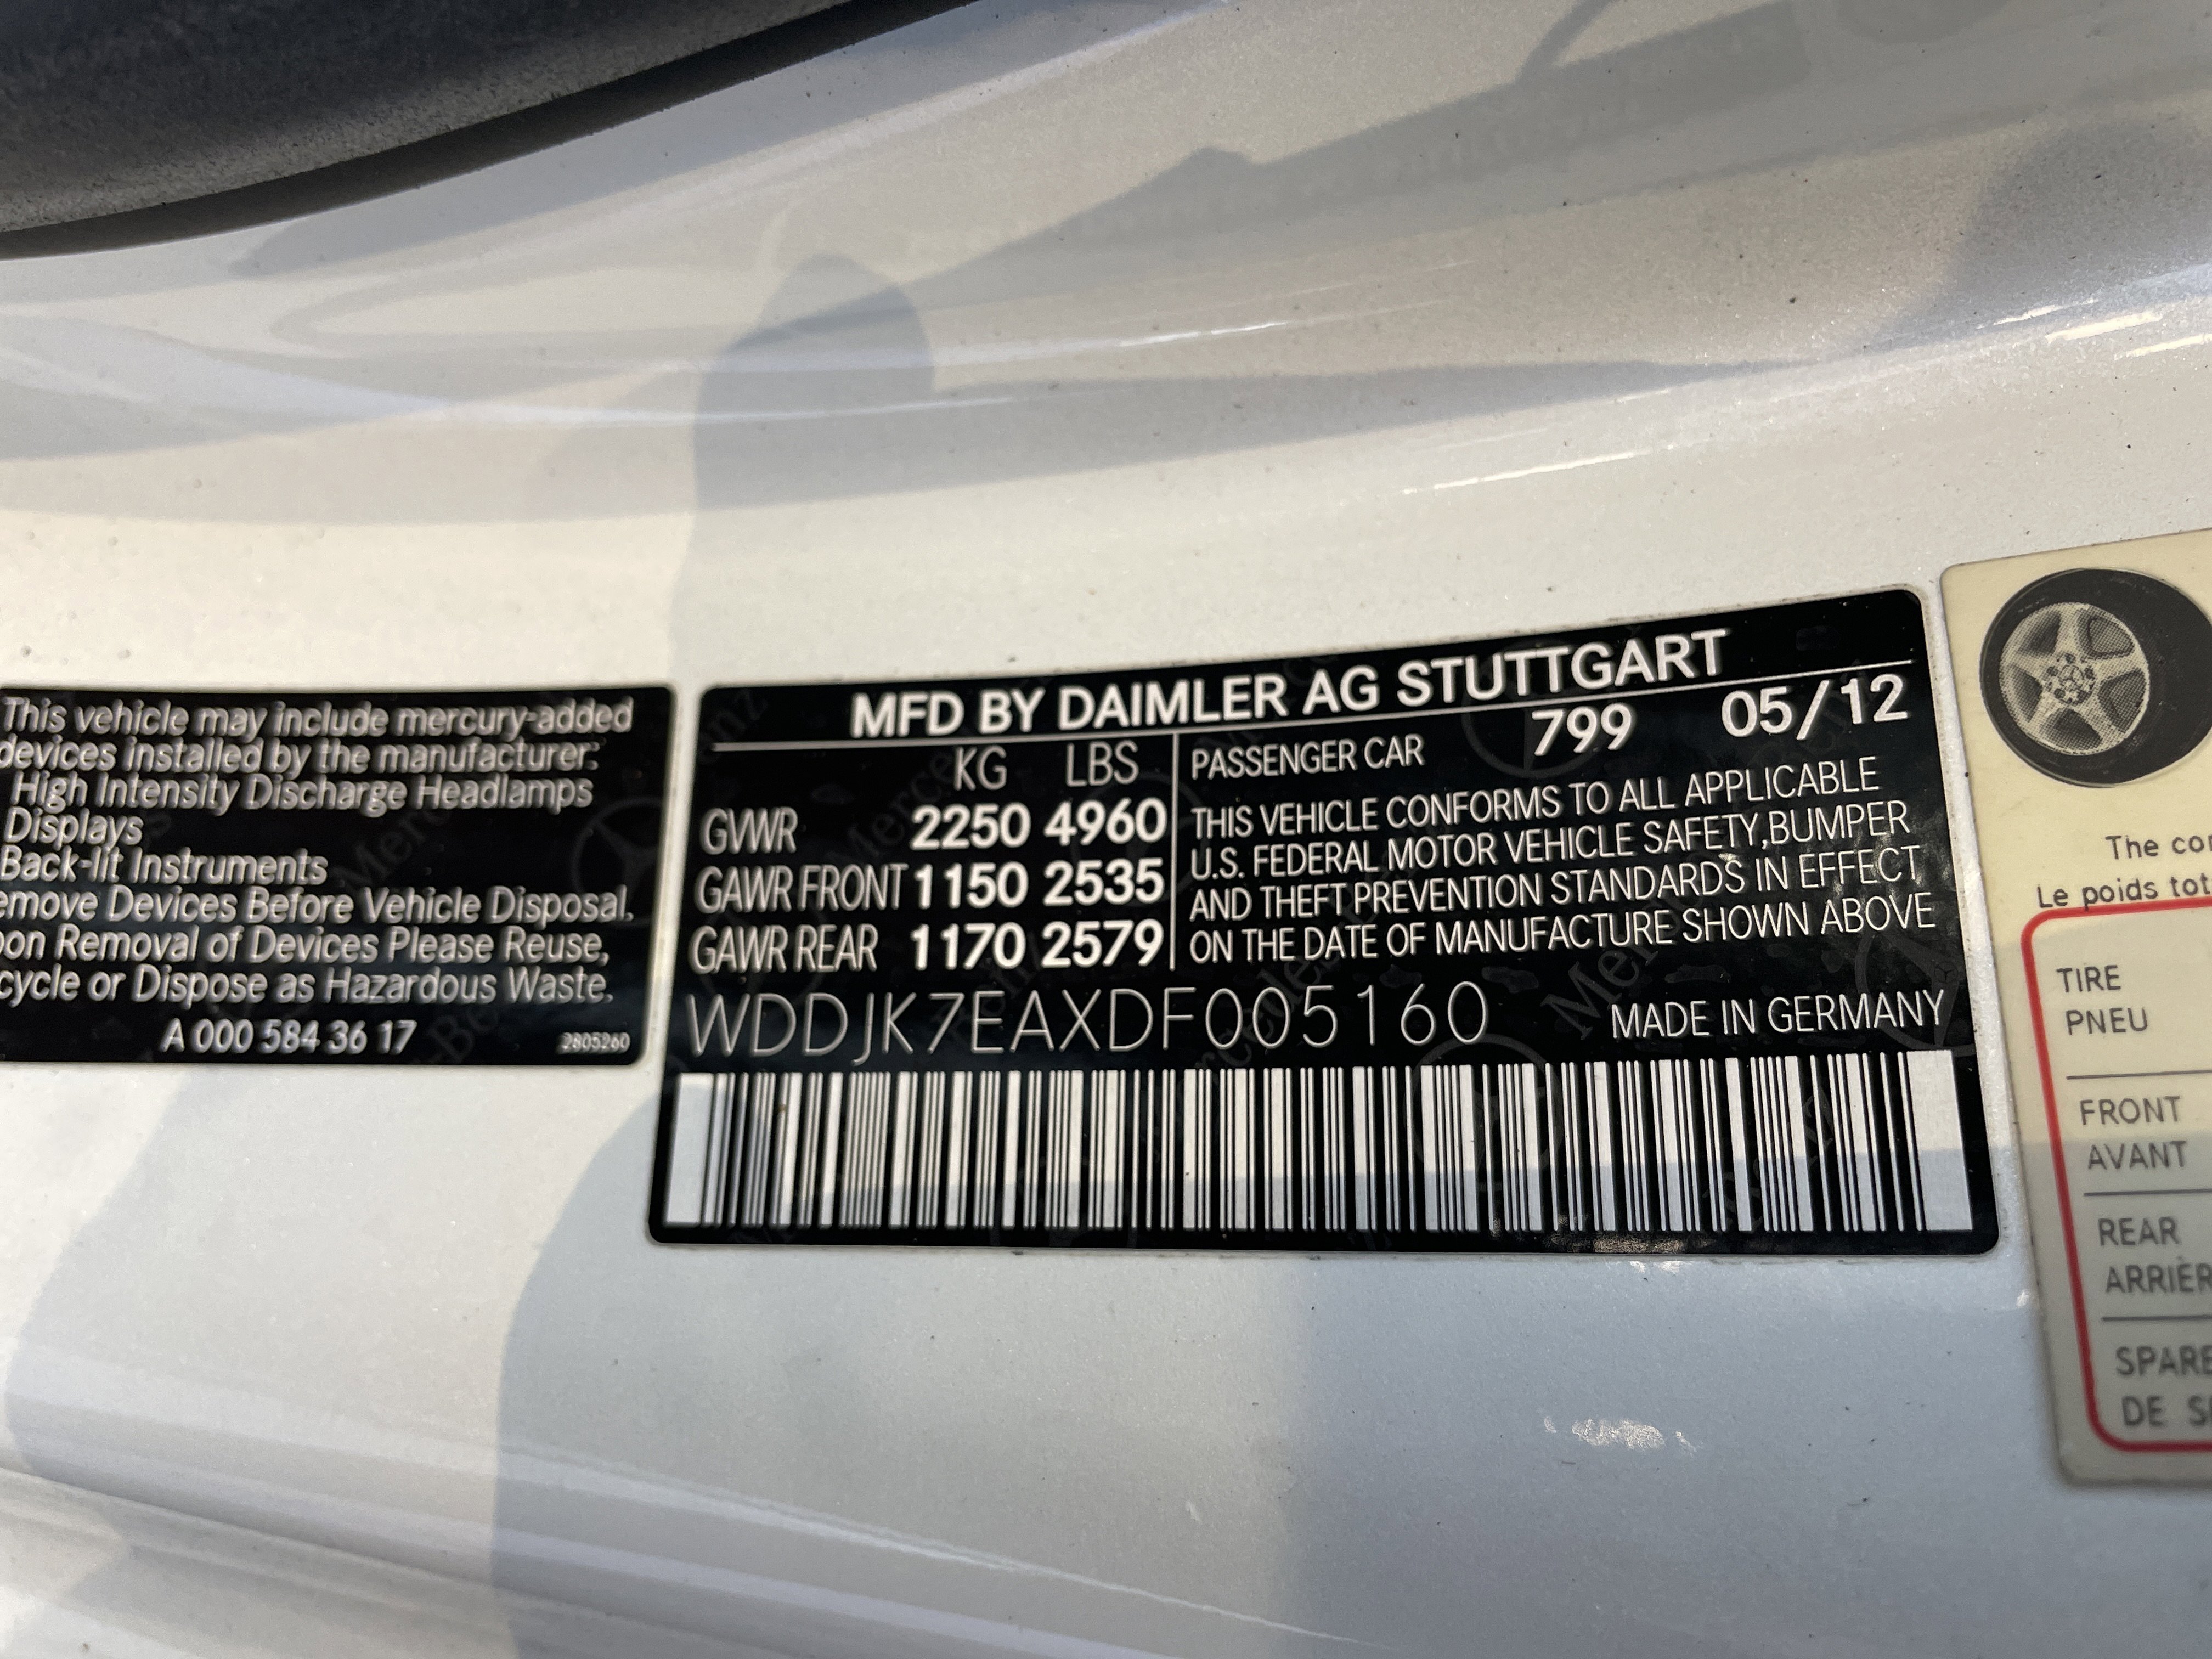 This vehicle may include mercury-added
devices installed by the manufacturer:
High Intensity Discharge Headlamps
Displays
Back-lit Instruments
emove Devices Before Vehicle Disposal,
on Removal of Devices Please Reuse,
cycle or Dispose as Hazardous Waste.
A 000 584 36 17
2805260
MFD BY DAIMLER AG STUTTGART
KG LBS
GVWR 2250 4960
GAWR FRONT 1150 2535
GAWR REAR 1170 2579
PASSENGER CAR 799 05/12
THIS VEHICLE CONFORMS TO ALL APPLICABLE
U.S. FEDERAL MOTOR VEHICLE SAFETY,BUMPER
AND THEFT PREVENTION STANDARDS IN EFFECT
ON THE DATE OF MANUFACTURE SHOWN ABOVE
WDDJK7EAXDF005160 MADE IN GERMANY
The co
Le poids tot
TIRE
PNEU
FRONT
AVANT
REAR
ARRIÈR
SPARE
DE S